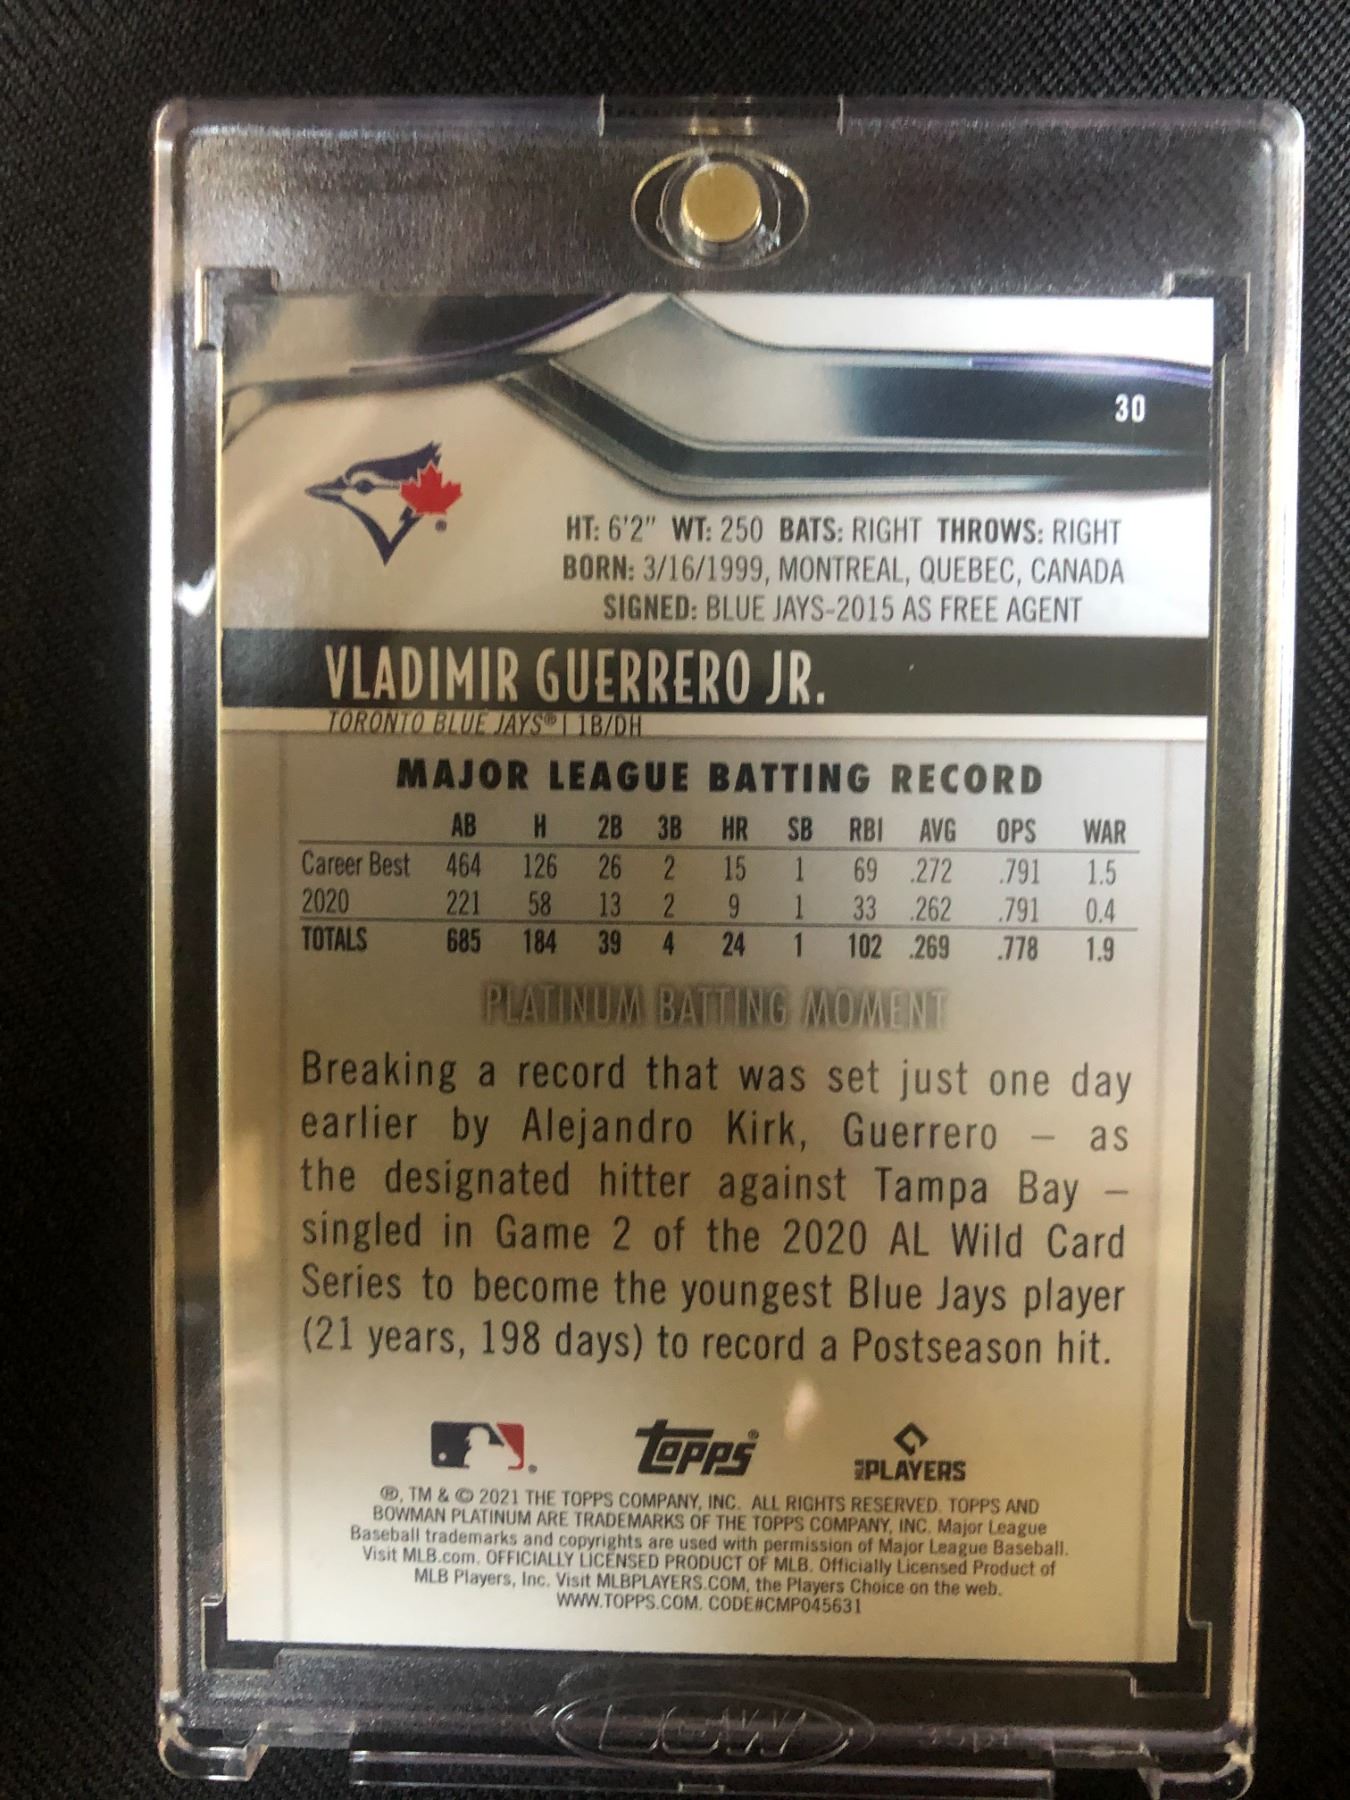 30
HT: 6'2" WT: 250 BATS: RIGHT THROWS: RIGHT
BORN: 3/16/1999, MONTREAL, QUEBEC, CANADA
SIGNED: BLUE JAYS-2015 AS FREE AGENT
VLADIMIR GUERRERO JR.
TORONTO BLUE JAYS® | 1B/DH
MAJOR LEAGUE BATTING RECORD
AB H 2B 3B HR SB RBI AVG OPS WAR
Career Best 464 126 26 2 15 1 69 .272 .791 1.5
2020 221 58 13 2 9 1 33 .262 .791 0.4
TOTALS 685 184 39 4 24 1 102 .269 .778 1.9
PLATINUM BATTING MOMENT
Breaking a record that was set just one day
earlier by Alejandro Kirk, Guerrero – as
the designated hitter against Tampa Bay –
singled in Game 2 of the 2020 AL Wild Card
Series to become the youngest Blue Jays player
(21 years, 198 days) to record a Postseason hit.
Topps® PLAYERS
®, TM & © 2021 THE TOPPS COMPANY, INC. ALL RIGHTS RESERVED. TOPPS AND
BOWMAN PLATINUM ARE TRADEMARKS OF THE TOPPS COMPANY, INC. Major League
Baseball trademarks and copyrights are used with permission of Major League Baseball.
Visit MLB.com. OFFICIALLY LICENSED PRODUCT OF MLB. Officially Licensed Product of
MLB Players, Inc. Visit MLBPLAYERS.COM, the Players Choice on the web.
WWW.TOPPS.COM. CODE#CMP045631